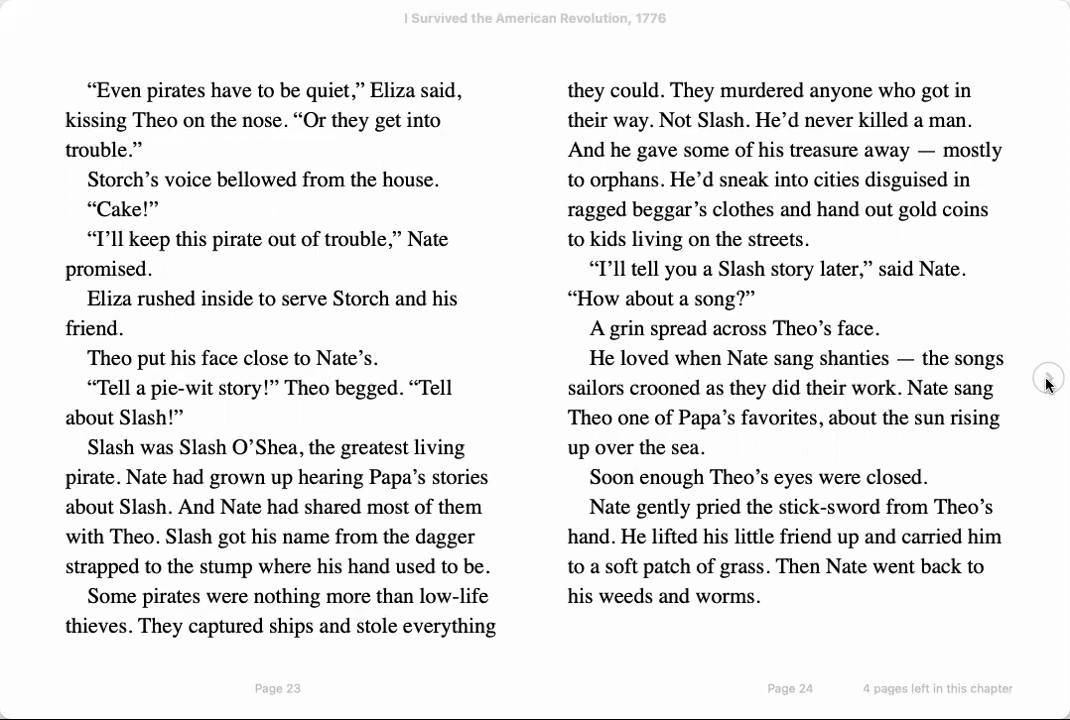 I Survived the American Revolution, 1776
“Even pirates have to be quiet,” Eliza said,
kissing Theo on the nose. “Or they get into
trouble.”
Storch’s voice bellowed from the house.
“Cake!”
“I’ll keep this pirate out of trouble,” Nate
promised.
Eliza rushed inside to serve Storch and his
friend.
Theo put his face close to Nate’s.
“Tell a pie-wit story!” Theo begged. “Tell
about Slash!”
Slash was Slash O’Shea, the greatest living
pirate. Nate had grown up hearing Papa’s stories
about Slash. And Nate had shared most of them
with Theo. Slash got his name from the dagger
strapped to the stump where his hand used to be.
Some pirates were nothing more than low-life
thieves. They captured ships and stole everything
they could. They murdered anyone who got in
their way. Not Slash. He’d never killed a man.
And he gave some of his treasure away — mostly
to orphans. He’d sneak into cities disguised in
ragged beggar’s clothes and hand out gold coins
to kids living on the streets.
“I’ll tell you a Slash story later,” said Nate.
“How about a song?”
A grin spread across Theo’s face.
He loved when Nate sang shanties — the songs
sailors crooned as they did their work. Nate sang
Theo one of Papa’s favorites, about the sun rising
up over the sea.
Soon enough Theo’s eyes were closed.
Nate gently pried the stick-sword from Theo’s
hand. He lifted his little friend up and carried him
to a soft patch of grass. Then Nate went back to
his weeds and worms.
Page 23
Page 24
4 pages left in this chapter